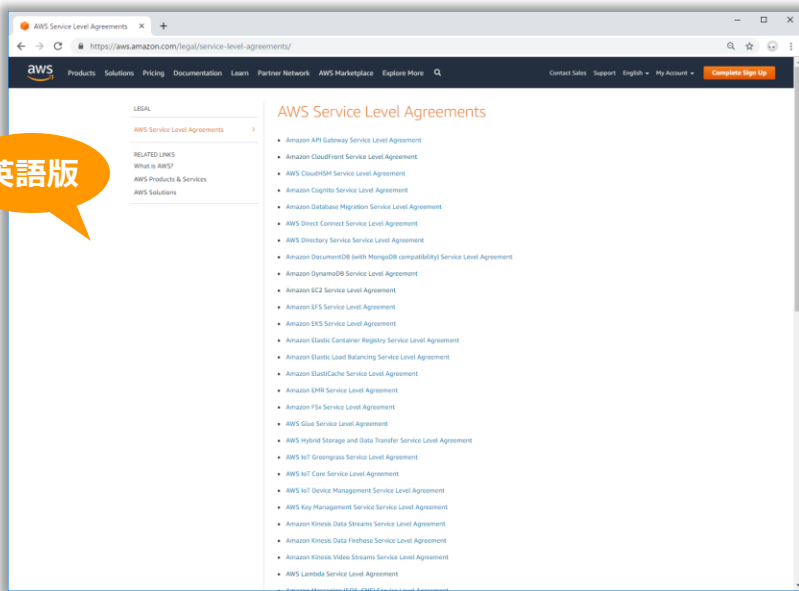 AWS Service Level Agreements
https://aws.amazon.com/legal/service-level-agreements/
aws
Products Solutions Pricing Documentation Learn Partner Network AWS Marketplace Explore More
Contact Sales Support English My Account Complete Sign Up
LEGAL
AWS Service Level Agreements
RELATED LINKS
What is AWS?
AWS Products & Services
AWS Solutions
英語版
AWS Service Level Agreements
Amazon API Gateway Service Level Agreement
Amazon CloudFront Service Level Agreement
AWS CloudHSM Service Level Agreement
Amazon Cognito Service Level Agreement
Amazon Database Migration Service Level Agreement
AWS Direct Connect Service Level Agreement
AWS Directory Service Service Level Agreement
Amazon DocumentDB (with MongoDB compatibility) Service Level Agreement
Amazon DynamoDB Service Level Agreement
Amazon EC2 Service Level Agreement
Amazon EFS Service Level Agreement
Amazon EKS Service Level Agreement
Amazon Elastic Container Registry Service Level Agreement
Amazon Elastic Load Balancing Service Level Agreement
Amazon ElastiCache Service Level Agreement
Amazon EMR Service Level Agreement
Amazon FSx Service Level Agreement
AWS Glue Service Level Agreement
AWS Hybrid Storage and Data Transfer Service Level Agreement
AWS IoT Greengrass Service Level Agreement
AWS IoT Core Service Level Agreement
AWS IoT Device Management Service Level Agreement
AWS Key Management Service Service Level Agreement
Amazon Kinesis Data Streams Service Level Agreement
Amazon Kinesis Data Firehose Service Level Agreement
Amazon Kinesis Video Streams Service Level Agreement
AWS Lambda Service Level Agreement
Amazon Messaging (SQS, SNS) Service Level Agreement